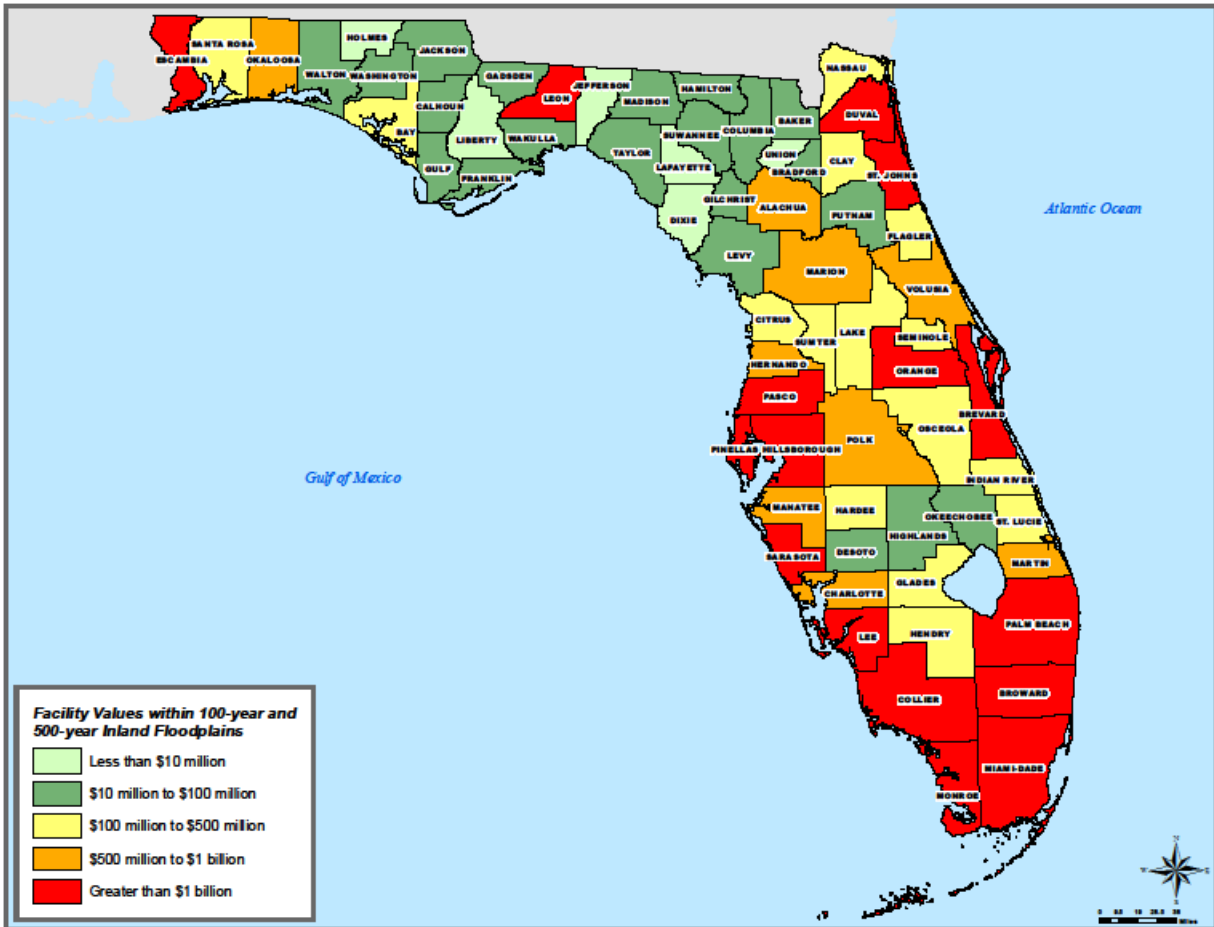 HOLMES
SANTA ROSA
JACKSON
ESCAMBIA
OKALOOSA
WALTON
WASHINGTON
GADSDEN
NASSAU
LEON
JEFFERSON
HAMILTON
CALHOUN
MADISON
DUVAL
BAKER
BAY
LIBERTY
WAKULLA
SUWANNEE
COLUMBIA
TAYLOR
UNION
CLAY
GULF
LAFAYETTE
BRADFORD
ST. JOHNS
FRANKLIN
GILCHRIST
ALACHUA
Atlantic Ocean
DIXIE
PUTNAM
FLAGLER
LEVY
MARION
VOLUSIA
CITRUS
LAKE
SEMINOLE
SUMTER
HERNANDO
ORANGE
PASCO
BREVARD
OSCEOLA
POLK
PINELLAS
HILLSBOROUGH
Gulf of Mexico
INDIAN RIVER
MANATEE
HARDEE
OKEECHOBEE
ST. LUCIE
HIGHLANDS
SARASOTA
DESOTO
MARTIN
GLADES
CHARLOTTE
PALM BEACH
LEE
HENDRY
BROWARD
COLLIER
MIAMI-DADE
MONROE
Facility Values within 100-year and
500-year Inland Floodplains
Less than $10 million
$10 million to $100 million
$100 million to $500 million
$500 million to $1 billion
Greater than $1 billion
N
W
E
S
Miles